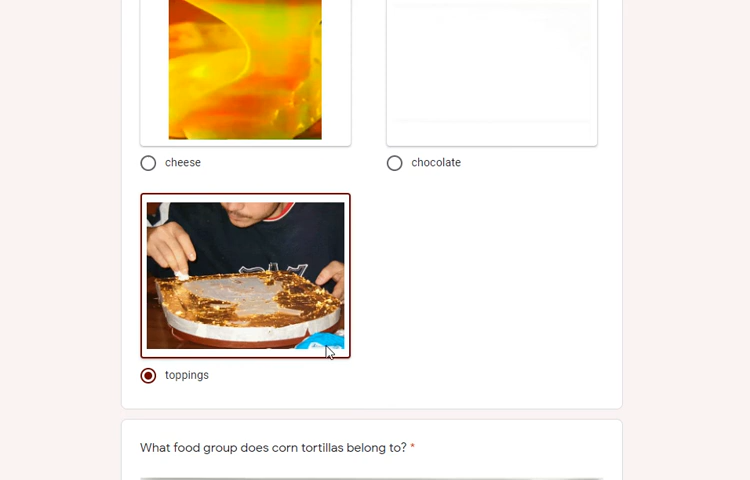 cheese
chocolate
toppings
What food group does corn tortillas belong to? *